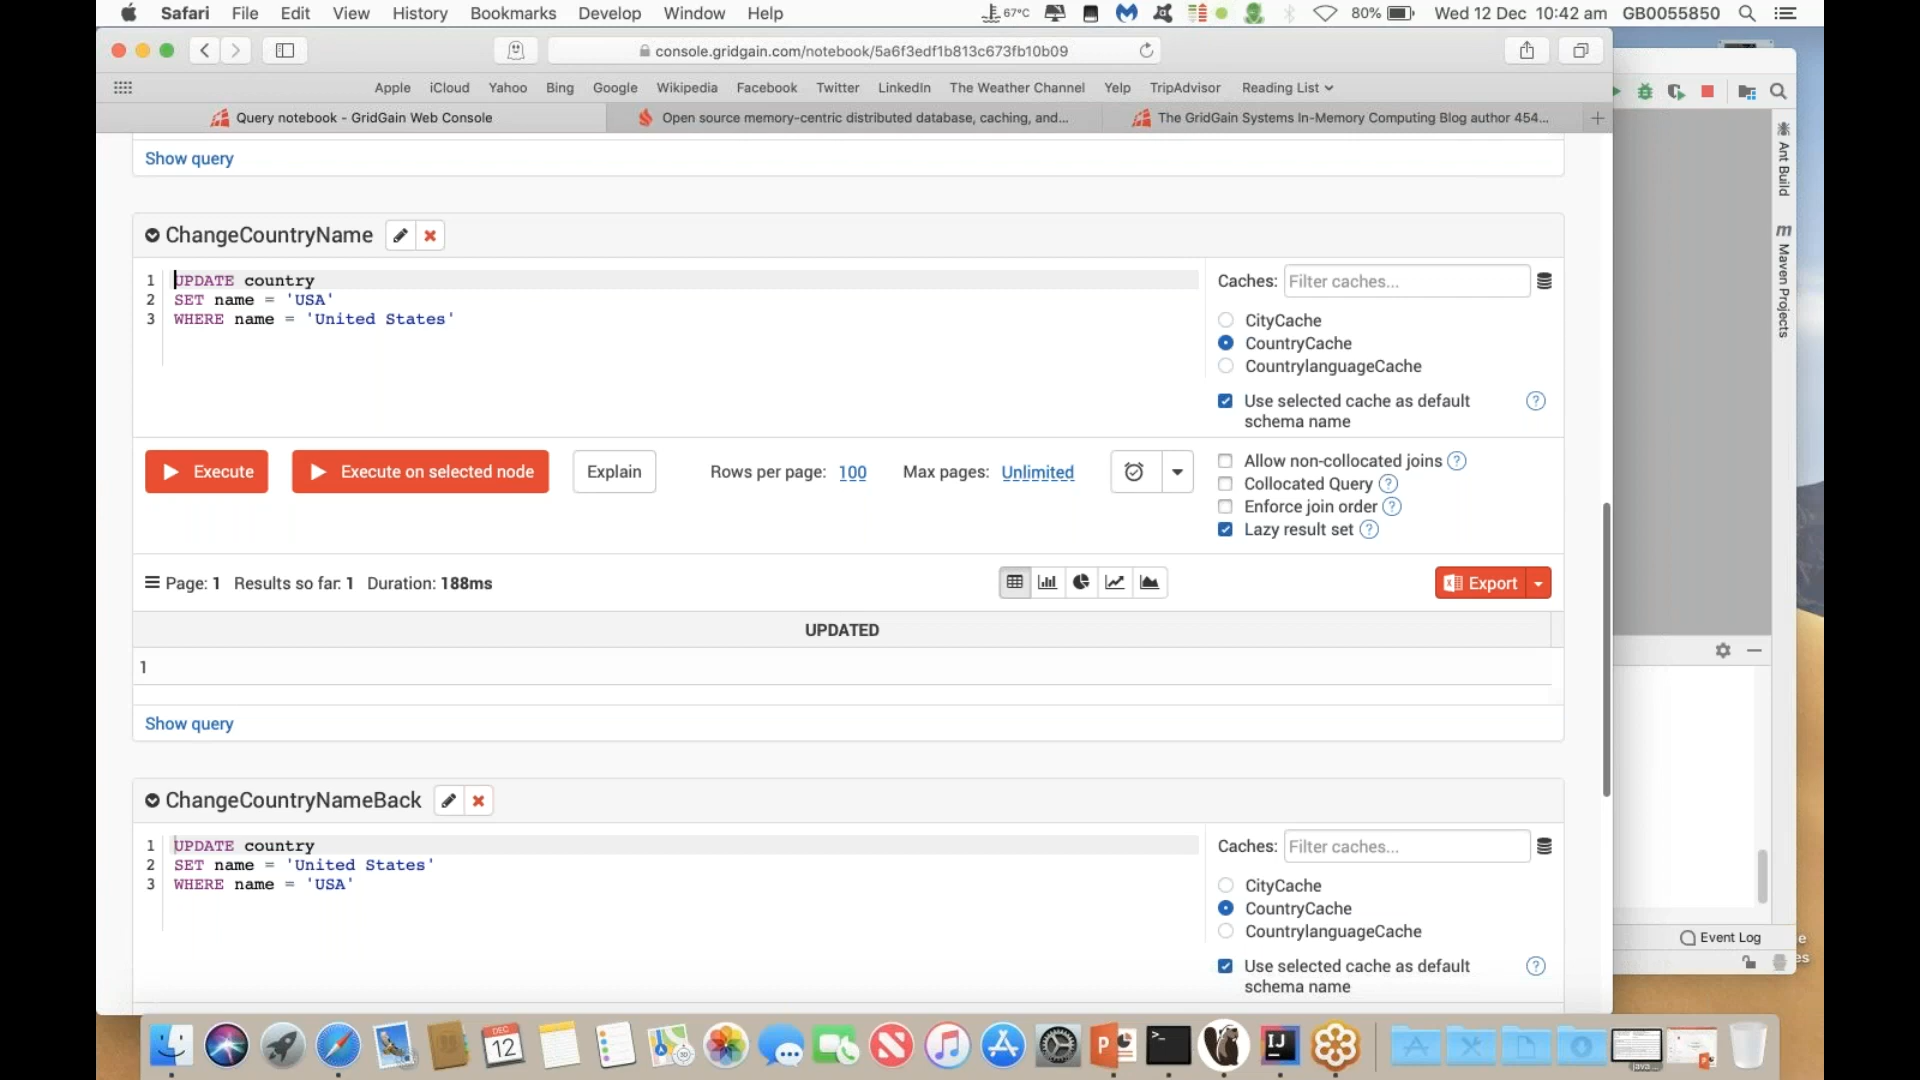 Safari File Edit View History Bookmarks Develop Window Help 67°C 80% Wed 12 Dec 10:42 am GB0055850
console.gridgain.com/notebook/5a6f3edf1b813c673fb10b09
Apple iCloud Yahoo Bing Google Wikipedia Facebook Twitter LinkedIn The Weather Channel Yelp TripAdvisor Reading List
Query notebook - GridGain Web Console
Open source memory-centric distributed database, caching, and...
The GridGain Systems In-Memory Computing Blog author 454...
Show query
ChangeCountryName
1 UPDATE country
2 SET name = 'USA'
3 WHERE name = 'United States'
Caches: Filter caches...
CityCache
CountryCache
CountrylanguageCache
Use selected cache as default
schema name
?
Execute
Execute on selected node
Explain
Rows per page: 100
Max pages: Unlimited
Allow non-collocated joins ?
Collocated Query ?
Enforce join order ?
Lazy result set ?
Page: 1 Results so far: 1 Duration: 188ms
Export
UPDATED
1
Show query
ChangeCountryNameBack
1 UPDATE country
2 SET name = 'United States'
3 WHERE name = 'USA'
Caches: Filter caches...
CityCache
CountryCache
CountrylanguageCache
Use selected cache as default
schema name
?
Ant Build
m Maven Projects
Event Log
e
es
DEC
12
P
>_
IJ
java...